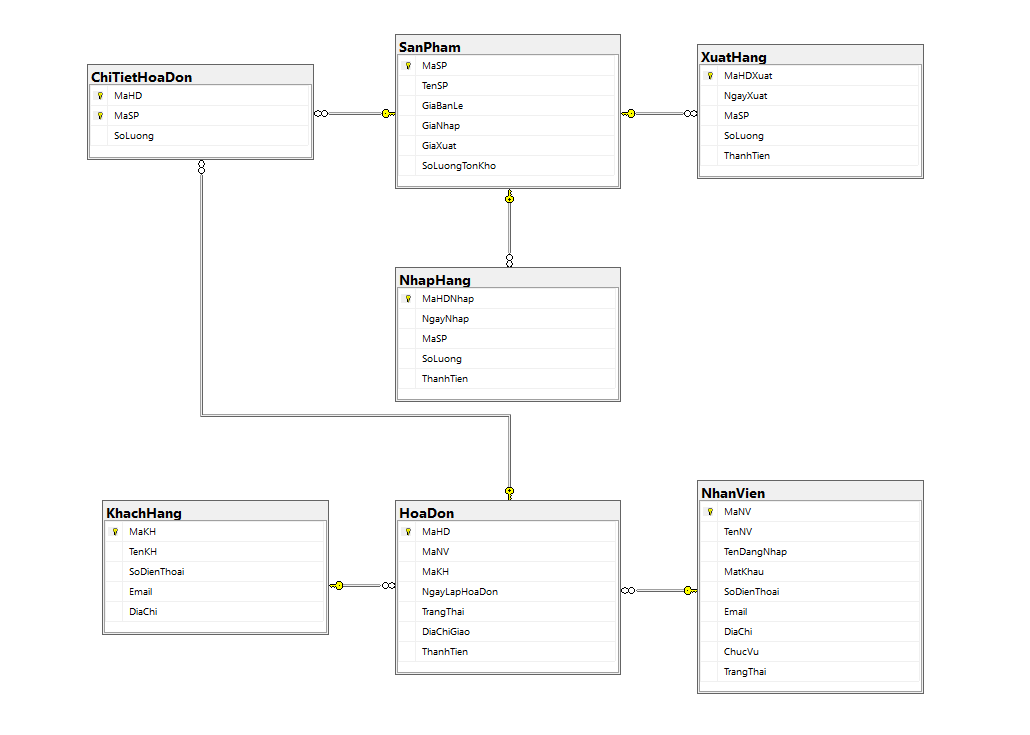 ChiTietHoaDon
MaHD
MaSP
SoLuong
SanPham
MaSP
TenSP
GiaBanLe
GiaNhap
GiaXuat
SoLuongTonKho
XuatHang
MaHDXuat
NgayXuat
MaSP
SoLuong
ThanhTien
NhapHang
MaHDNhap
NgayNhap
MaSP
SoLuong
ThanhTien
KhachHang
MaKH
TenKH
SoDienThoai
Email
DiaChi
HoaDon
MaHD
MaNV
MaKH
NgayLapHoaDon
TrangThai
DiaChiGiao
ThanhTien
NhanVien
MaNV
TenNV
TenDangNhap
MatKhau
SoDienThoai
Email
DiaChi
ChucVu
TrangThai